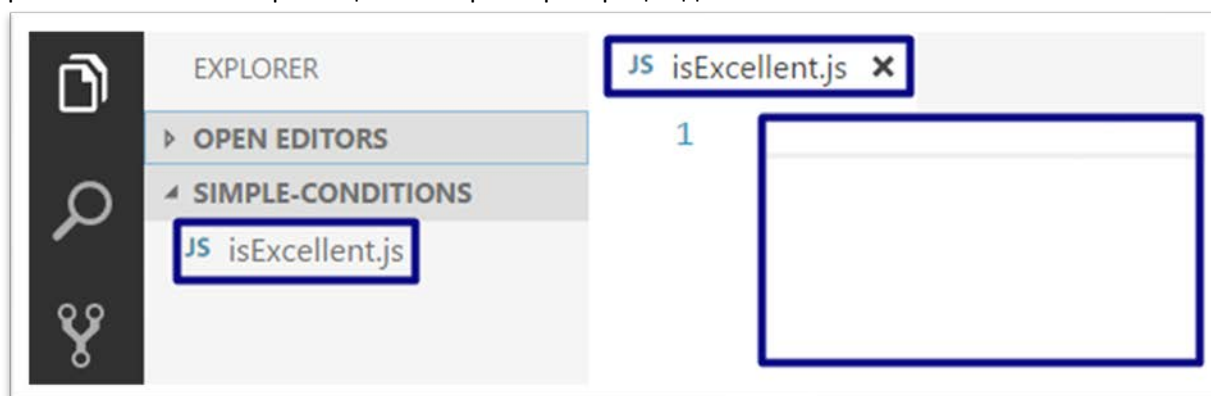 EXPLORER
OPEN EDITORS
SIMPLE-CONDITIONS
JS isExcellent.js
JS isExcellent.js ×
1